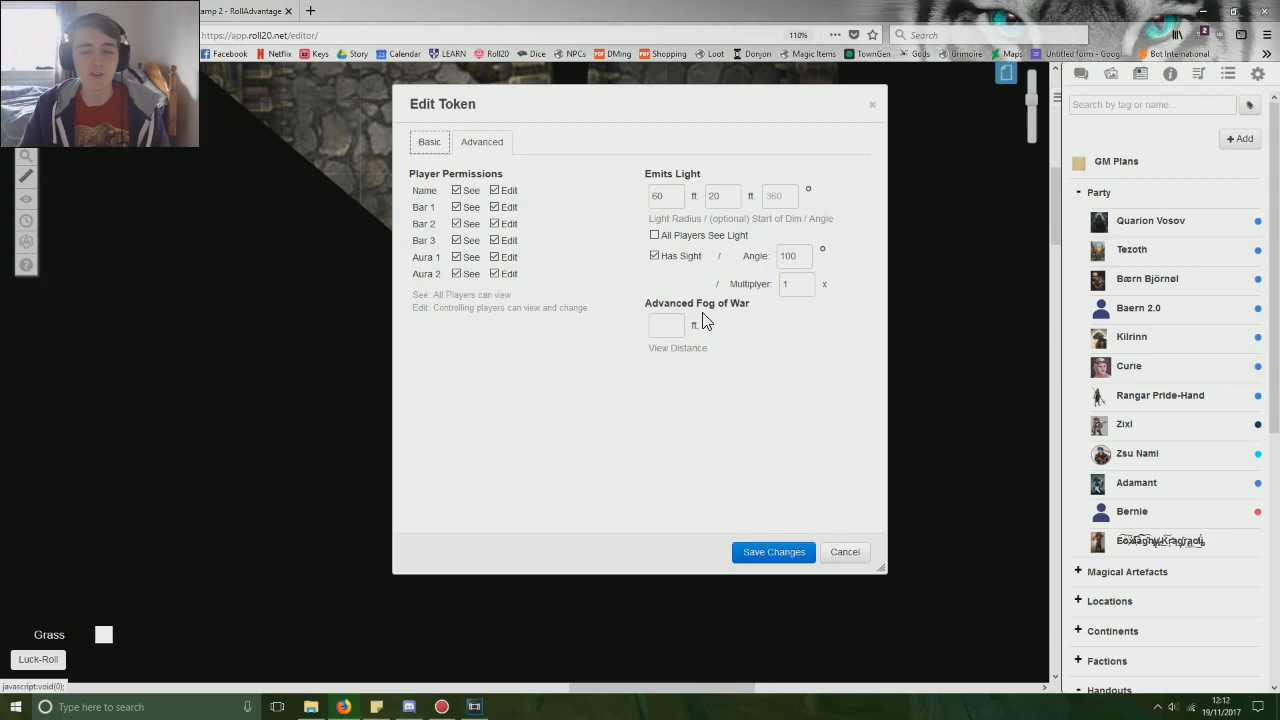 amp 2 - RollAdvantage
https://app.roll20.net/editor/
110%
Search
Facebook Netflix Keys Story Calendar LEARN Roll20 Dice NPCs DMing Shopping Loot Donjon Magic Items TownGen Gods Grimoire Maps Untitled form - Goog Bot International
Edit Token
Basic Advanced
Player Permissions
Name See Edit
Bar 1 See Edit
Bar 2 See Edit
Bar 3 See Edit
Aura 1 See Edit
Aura 2 See Edit
See: All Players can view
Edit: Controlling players can view and change
Emits Light
60 ft. 20 ft. 360 °
Light Radius / (optional) Start of Dim / Angle
All Players See Light
Has Sight / Angle: 100 °
/ Multiplyer: 1 x
Advanced Fog of War
ft.
View Distance
Save Changes Cancel
Search by tag or name...
+ Add
GM Plans
- Party
Quarion Vosov
Tezoth
Bærn Björnøl
Baern 2.0
Kilrinn
Curie
Rangar Pride-Hand
Zixl
Zsu Nami
Adamant
Bernie
+ Magical Artefacts
+ Locations
+ Continents
+ Factions
Handouts
Grass
Luck-Roll
javascript:void(0);
Type here to search
12:12
19/11/2017